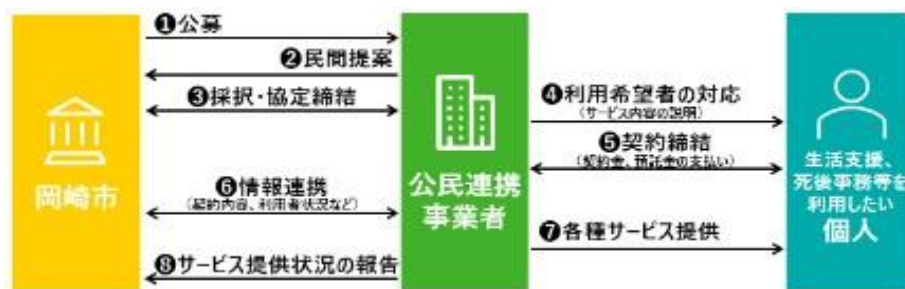 ❶公募
❷民間提案
❸採択・協定締結
岡崎市
❻情報連携
(契約内容、利用者状況など)
❽サービス提供状況の報告
公民連携
事業者
❹利用希望者の対応
(サービス内容の説明)
❺契約締結
(契約金、預託金の支払い)
❼各種サービス提供
生活支援、
死後事務等を
利用したい
個人